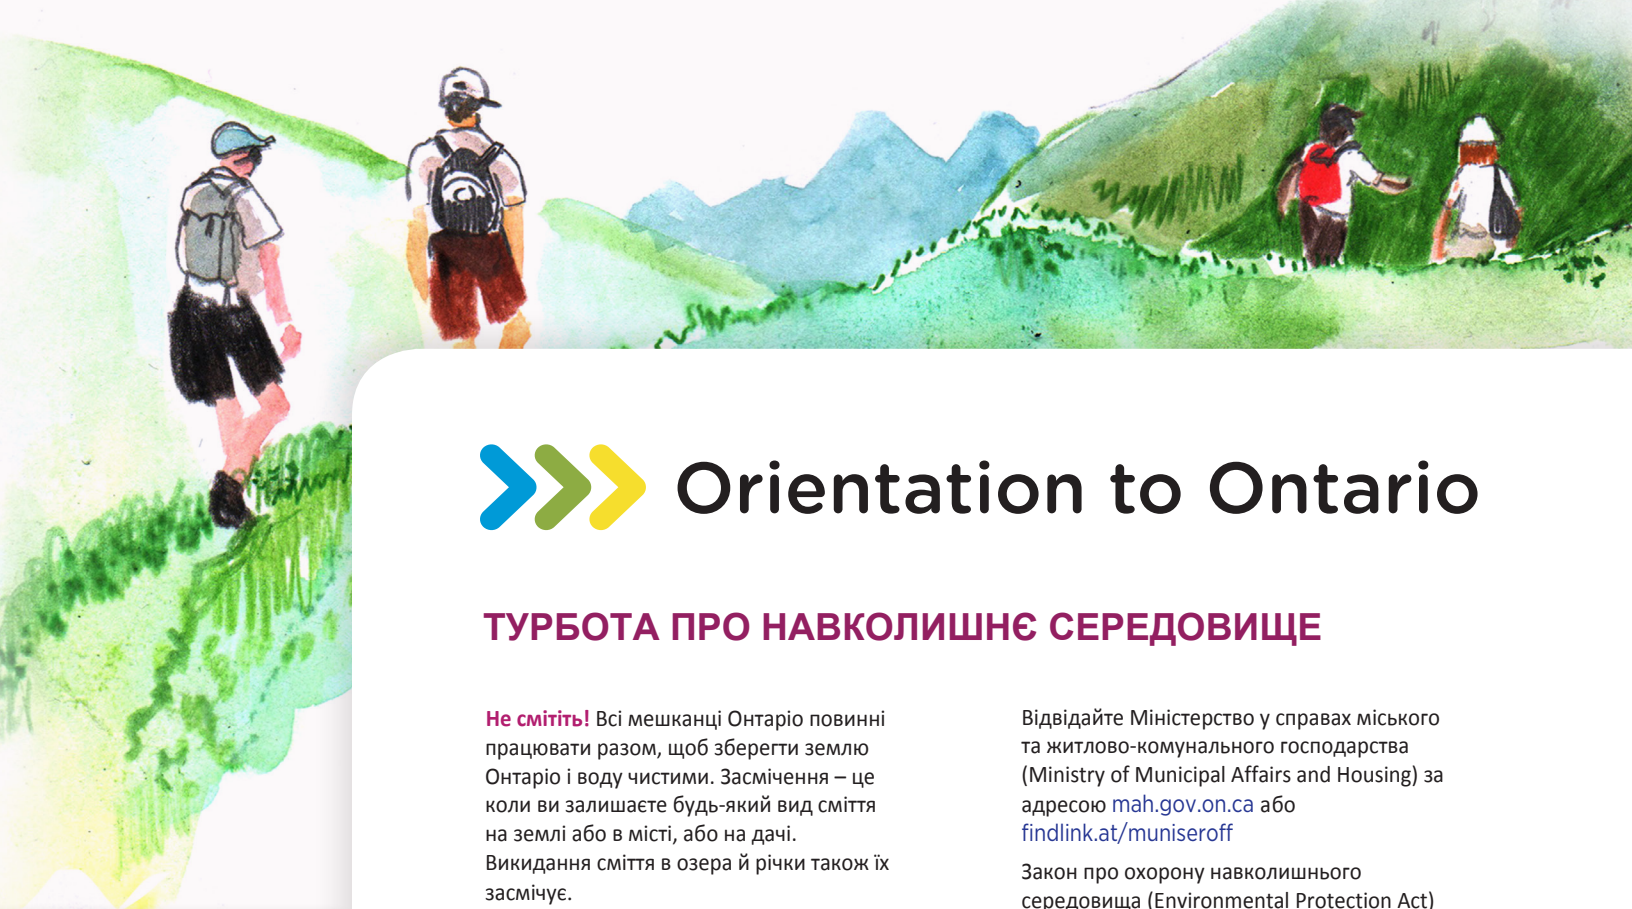 Orientation to Ontario
ТУРБОТА ПРО НАВКОЛИШНЄ СЕРЕДОВИЩЕ
Не смітіть! Всі мешканці Онтаріо повинні
працювати разом, щоб зберегти землю
Онтаріо і воду чистими. Засмічення – це
коли ви залишаєте будь-який вид сміття
на землі або в місті, або на дачі.
Викидання сміття в озера й річки також їх
засмічує.
Відвідайте Міністерство у справах міського
та житлово-комунального господарства
(Ministry of Municipal Affairs and Housing) за
адресою mah.gov.on.ca або
findlink.at/muniseroff
Закон про охорону навколишнього
середовища (Environmental Protection Act)